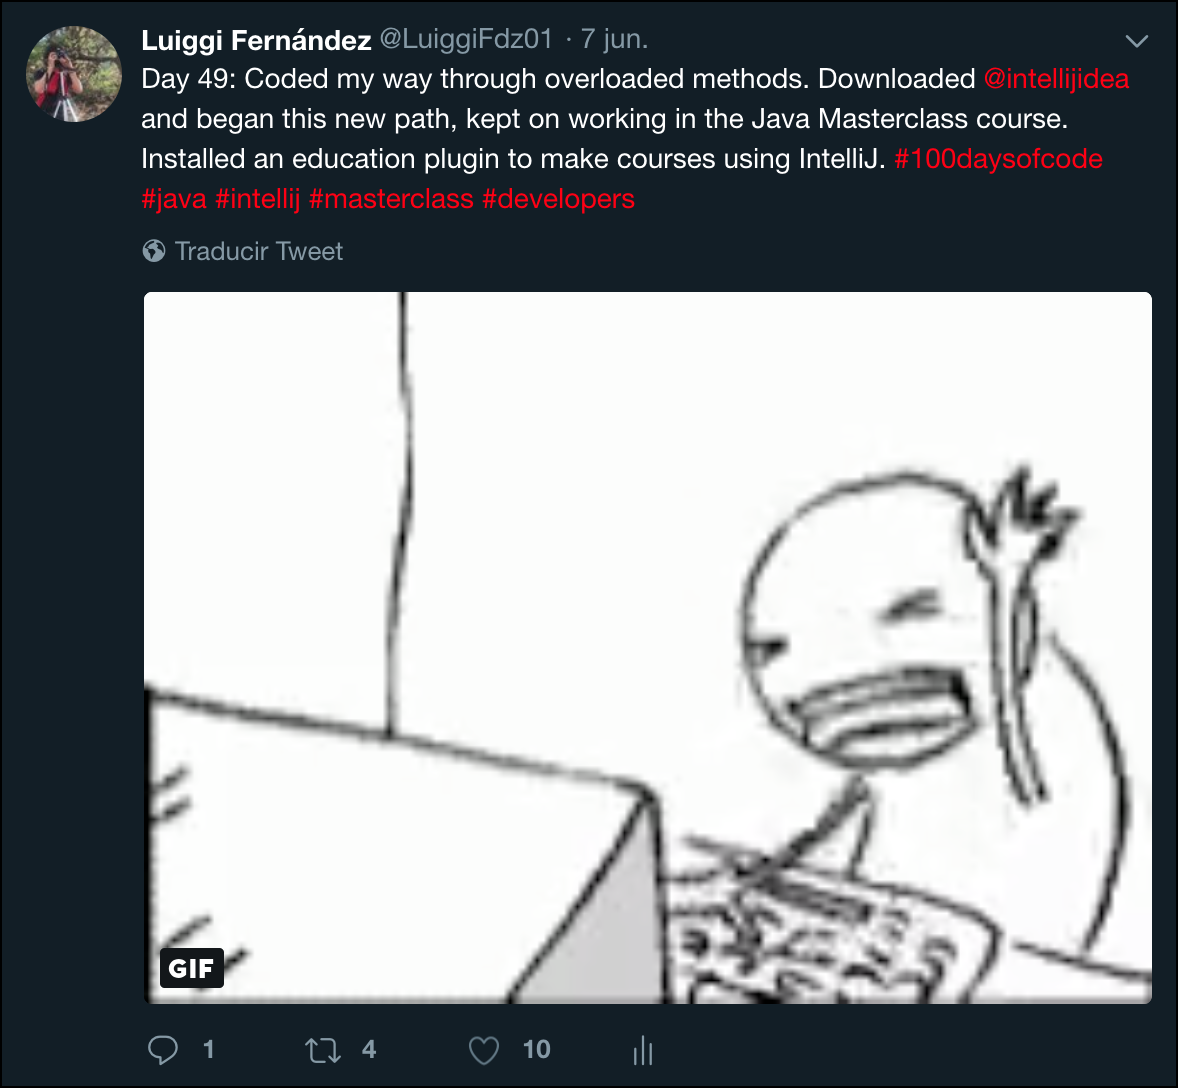 Luiggi Fernández @LuiggiFdz01 · 7 jun.
Day 49: Coded my way through overloaded methods. Downloaded @intellijidea
and began this new path, kept on working in the Java Masterclass course.
Installed an education plugin to make courses using IntelliJ. #100daysofcode
#java #intellij #masterclass #developers
Traducir Tweet
GIF
1 4 10